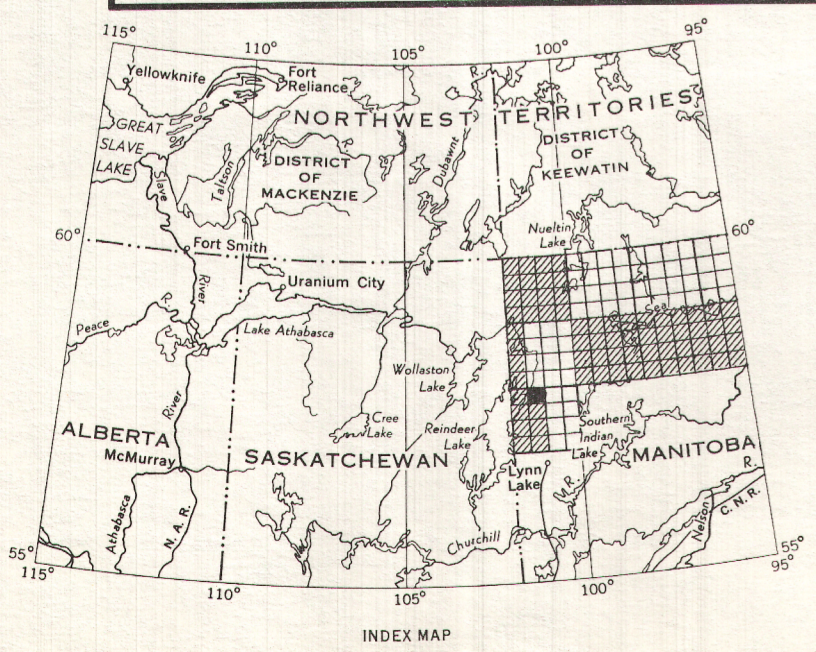 115°
110°
105°
100°
95°
Yellowknife
Fort
Reliance
R.
NORTHWEST TERRITORIES
GREAT
SLAVE
LAKE
Slave
River
Taltson
R.
DISTRICT
OF
MACKENZIE
Dubawnt
DISTRICT
OF
KEEWATIN
Nueltin
Lake
60°
60°
Fort Smith
Uranium City
Peace
R.
Lake Athabasca
Seal
Wollaston
Lake
River
Cree
Lake
Reindeer
Lake
Southern
Indian
Lake
ALBERTA
McMurray
SASKATCHEWAN
MANITOBA
Lynn
Lake
R.
M.R.
Athabasca
N. A. R.
Churchill
Nelson
C.N.R.
55°
115°
110°
105°
100°
55°
95°
INDEX MAP